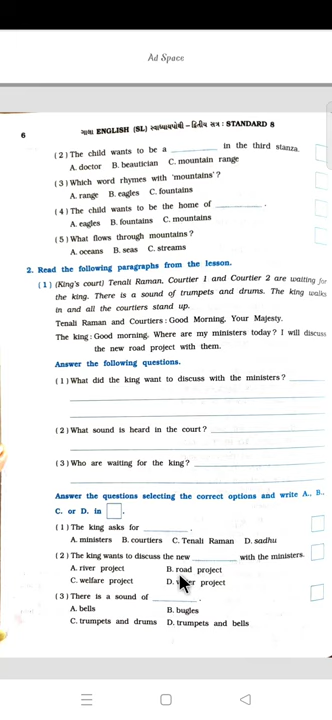 Ad Space
6
ગાલા ENGLISH (SL) સ્વાધ્યાયપોથી – દ્વિતીય સત્ર : STANDARD 8
(2) The child wants to be a ________ in the third stanza.
A. doctor B. beautician C. mountain range
(3) Which word rhymes with 'mountains'?
A. range B. eagles C. fountains
(4) The child wants to be the home of ________.
A. eagles B. fountains C. mountains
(5) What flows through mountains?
A. oceans B. seas C. streams
2. Read the following paragraphs from the lesson.
(1) (King's court) Tenali Raman, Courtier 1 and Courtier 2 are waiting for
the king. There is a sound of trumpets and drums. The king walks
in and all the courtiers stand up.
Tenali Raman and Courtiers : Good Morning, Your Majesty.
The king : Good morning. Where are my ministers today? I will discuss
the new road project with them.
Answer the following questions.
(1) What did the king want to discuss with the ministers? ________
(2) What sound is heard in the court? ________
(3) Who are waiting for the king? ________
Answer the questions selecting the correct options and write A., B.,
C. or D. in
(1) The king asks for ________.
A. ministers B. courtiers C. Tenali Raman D. sadhu
(2) The king wants to discuss the new ________ with the ministers.
A. river project B. road project
C. welfare project D. project
(3) There is a sound of ________.
A. bells B. bugles
C. trumpets and drums D. trumpets and bells